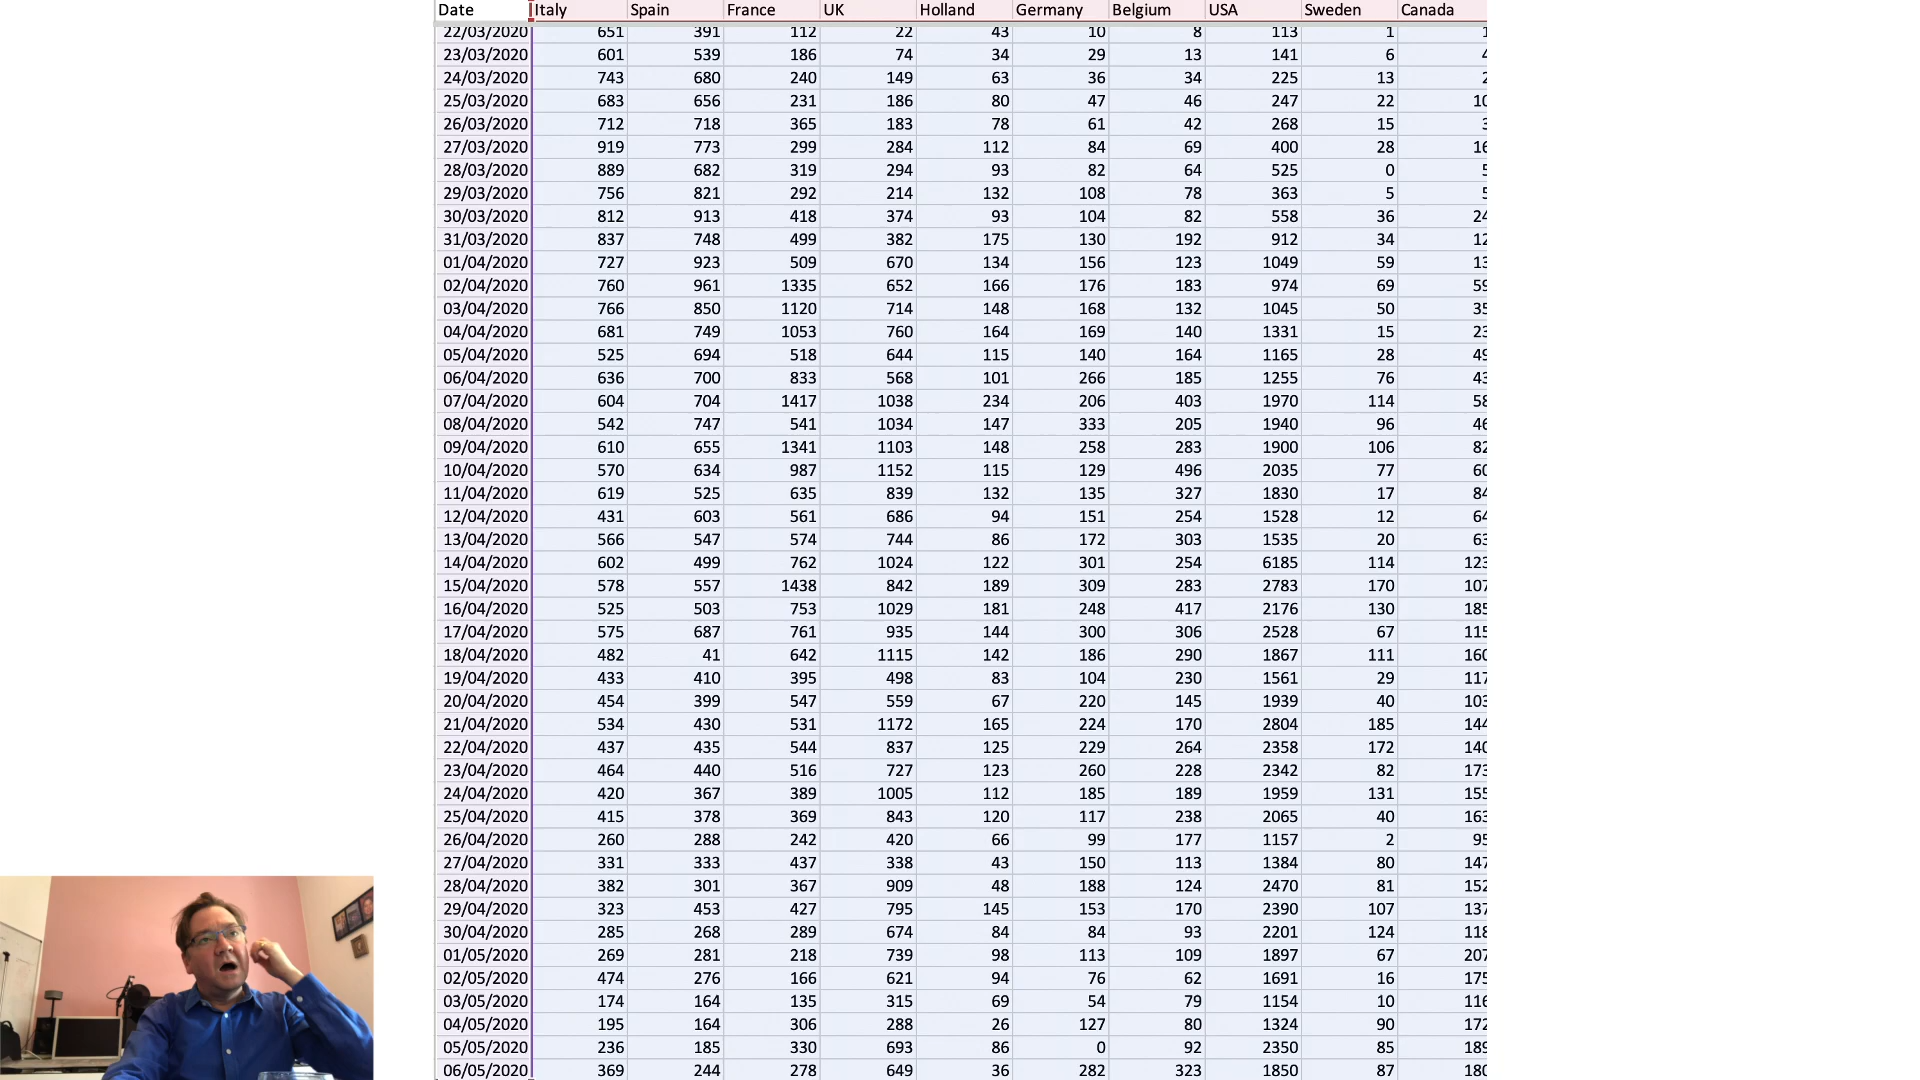 Date Italy Spain France UK Holland Germany Belgium USA Sweden Canada
22/03/2020 651 391 112 22 43 10 8 113 1
23/03/2020 601 539 186 74 34 29 13 141 6
24/03/2020 743 680 240 149 63 36 34 225 13
25/03/2020 683 656 231 186 80 47 46 247 22
26/03/2020 712 718 365 183 78 61 42 268 15
27/03/2020 919 773 299 284 112 84 69 400 28
28/03/2020 889 682 319 294 93 82 64 525 0
29/03/2020 756 821 292 214 132 108 78 363 5
30/03/2020 812 913 418 374 93 104 82 558 36 24
31/03/2020 837 748 499 382 175 130 192 912 34 12
01/04/2020 727 923 509 670 134 156 123 1049 59 13
02/04/2020 760 961 1335 652 166 176 183 974 69 59
03/04/2020 766 850 1120 714 148 168 132 1045 50 35
04/04/2020 681 749 1053 760 164 169 140 1331 15 23
05/04/2020 525 694 518 644 115 140 164 1165 28 49
06/04/2020 636 700 833 568 101 266 185 1255 76 43
07/04/2020 604 704 1417 1038 234 206 403 1970 114 58
08/04/2020 542 747 541 1034 147 333 205 1940 96 46
09/04/2020 610 655 1341 1103 148 258 283 1900 106 82
10/04/2020 570 634 987 1152 115 129 496 2035 77 60
11/04/2020 619 525 635 839 132 135 327 1830 17 84
12/04/2020 431 603 561 686 94 151 254 1528 12 64
13/04/2020 566 547 574 744 86 172 303 1535 20 63
14/04/2020 602 499 762 1024 122 301 254 6185 114 123
15/04/2020 578 557 1438 842 189 309 283 2783 170 107
16/04/2020 525 503 753 1029 181 248 417 2176 130 185
17/04/2020 575 687 761 935 144 300 306 2528 67 115
18/04/2020 482 41 642 1115 142 186 290 1867 111 160
19/04/2020 433 410 395 498 83 104 230 1561 29 117
20/04/2020 454 399 547 559 67 220 145 1939 40 103
21/04/2020 534 430 531 1172 165 224 170 2804 185 144
22/04/2020 437 435 544 837 125 229 264 2358 172 140
23/04/2020 464 440 516 727 123 260 228 2342 82 173
24/04/2020 420 367 389 1005 112 185 189 1959 131 155
25/04/2020 415 378 369 843 120 117 238 2065 40 163
26/04/2020 260 288 242 420 66 99 177 1157 2 95
27/04/2020 331 333 437 338 43 150 113 1384 80 147
28/04/2020 382 301 367 909 48 188 124 2470 81 152
29/04/2020 323 453 427 795 145 153 170 2390 107 137
30/04/2020 285 268 289 674 84 84 93 2201 124 118
01/05/2020 269 281 218 739 98 113 109 1897 67 207
02/05/2020 474 276 166 621 94 76 62 1691 16 175
03/05/2020 174 164 135 315 69 54 79 1154 10 116
04/05/2020 195 164 306 288 26 127 80 1324 90 172
05/05/2020 236 185 330 693 86 0 92 2350 85 189
06/05/2020 369 244 278 649 36 282 323 1850 87 180